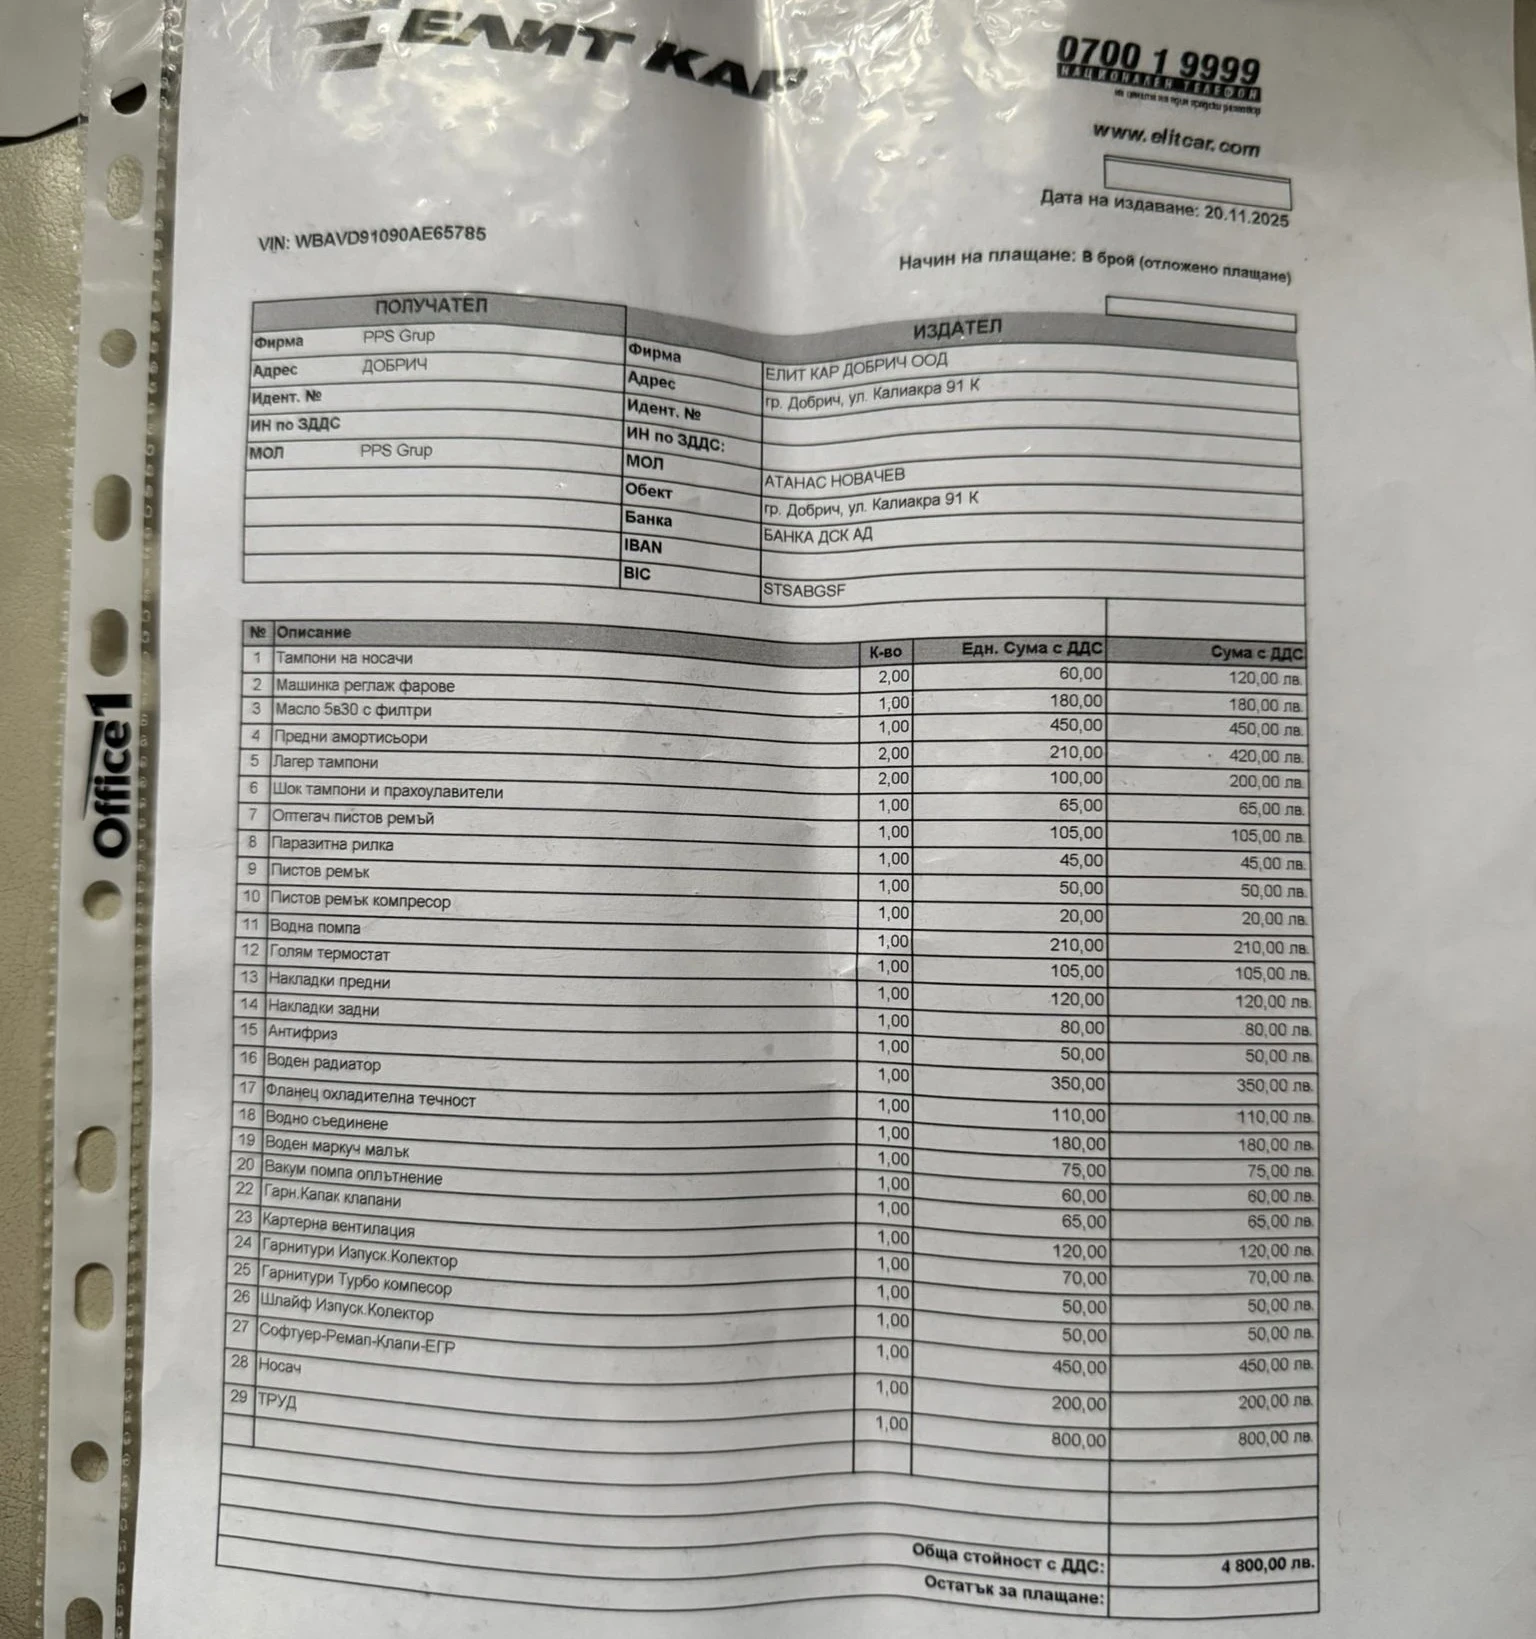 ЕЛИТ КАР
0700 1 9999
НАЦИОНАЛЕН ТЕЛЕФОН
www.elitcar.com
Дата на издаване: 20.11.2025
VIN: WBAVD91090AE65785
Начин на плащане: В брой (отложено плащане)
ПОЛУЧАТЕЛ
Фирма PPS Grup
Адрес ДОБРИЧ
Идент. №
ИН по ЗДДС
МОЛ PPS Grup
ИЗДАТЕЛ
Фирма ЕЛИТ КАР ДОБРИЧ ООД
Адрес гр. Добрич, ул. Калиакра 91 К
Идент. №
ИН по ЗДДС:
МОЛ АТАНАС НОВАЧЕВ
Обект гр. Добрич, ул. Калиакра 91 К
Банка БАНКА ДСК АД
IBAN
BIC STSABGSF
№ Описание К-во Едн. Сума с ДДС Сума с ДДС
1 Тампони на носачи 2,00 60,00 120,00 лв.
2 Машинка реглаж фарове 1,00 180,00 180,00 лв.
3 Масло 5в30 с филтри 1,00 450,00 450,00 лв.
4 Предни амортисьори 2,00 210,00 420,00 лв.
5 Лагер тампони 2,00 100,00 200,00 лв.
6 Шок тампони и прахоулавители 1,00 65,00 65,00 лв.
7 Оптегач пистов ремъй 1,00 105,00 105,00 лв.
8 Паразитна рилка 1,00 45,00 45,00 лв.
9 Пистов ремък 1,00 50,00 50,00 лв.
10 Пистов ремък компресор 1,00 20,00 20,00 лв.
11 Водна помпа 1,00 210,00 210,00 лв.
12 Голям термостат 1,00 105,00 105,00 лв.
13 Накладки предни 1,00 120,00 120,00 лв.
14 Накладки задни 1,00 80,00 80,00 лв.
15 Антифриз 1,00 50,00 50,00 лв.
16 Воден радиатор 1,00 350,00 350,00 лв.
17 Фланец охладителна течност 1,00 110,00 110,00 лв.
18 Водно съединене 1,00 180,00 180,00 лв.
19 Воден маркуч малък 1,00 75,00 75,00 лв.
20 Вакум помпа оплътнение 1,00 60,00 60,00 лв.
22 Гарн.Капак клапани 1,00 65,00 65,00 лв.
23 Картерна вентилация 1,00 120,00 120,00 лв.
24 Гарнитури Изпуск.Колектор 1,00 70,00 70,00 лв.
25 Гарнитури Турбо компесор 1,00 50,00 50,00 лв.
26 Шлайф Изпуск.Колектор 1,00 50,00 50,00 лв.
27 Софтуер-Ремап-Клапи-ЕГР 1,00 450,00 450,00 лв.
28 Носач 1,00 200,00 200,00 лв.
29 ТРУД 1,00 800,00 800,00 лв.
Обща стойност с ДДС: 4 800,00 лв.
Остатък за плащане:
Office1